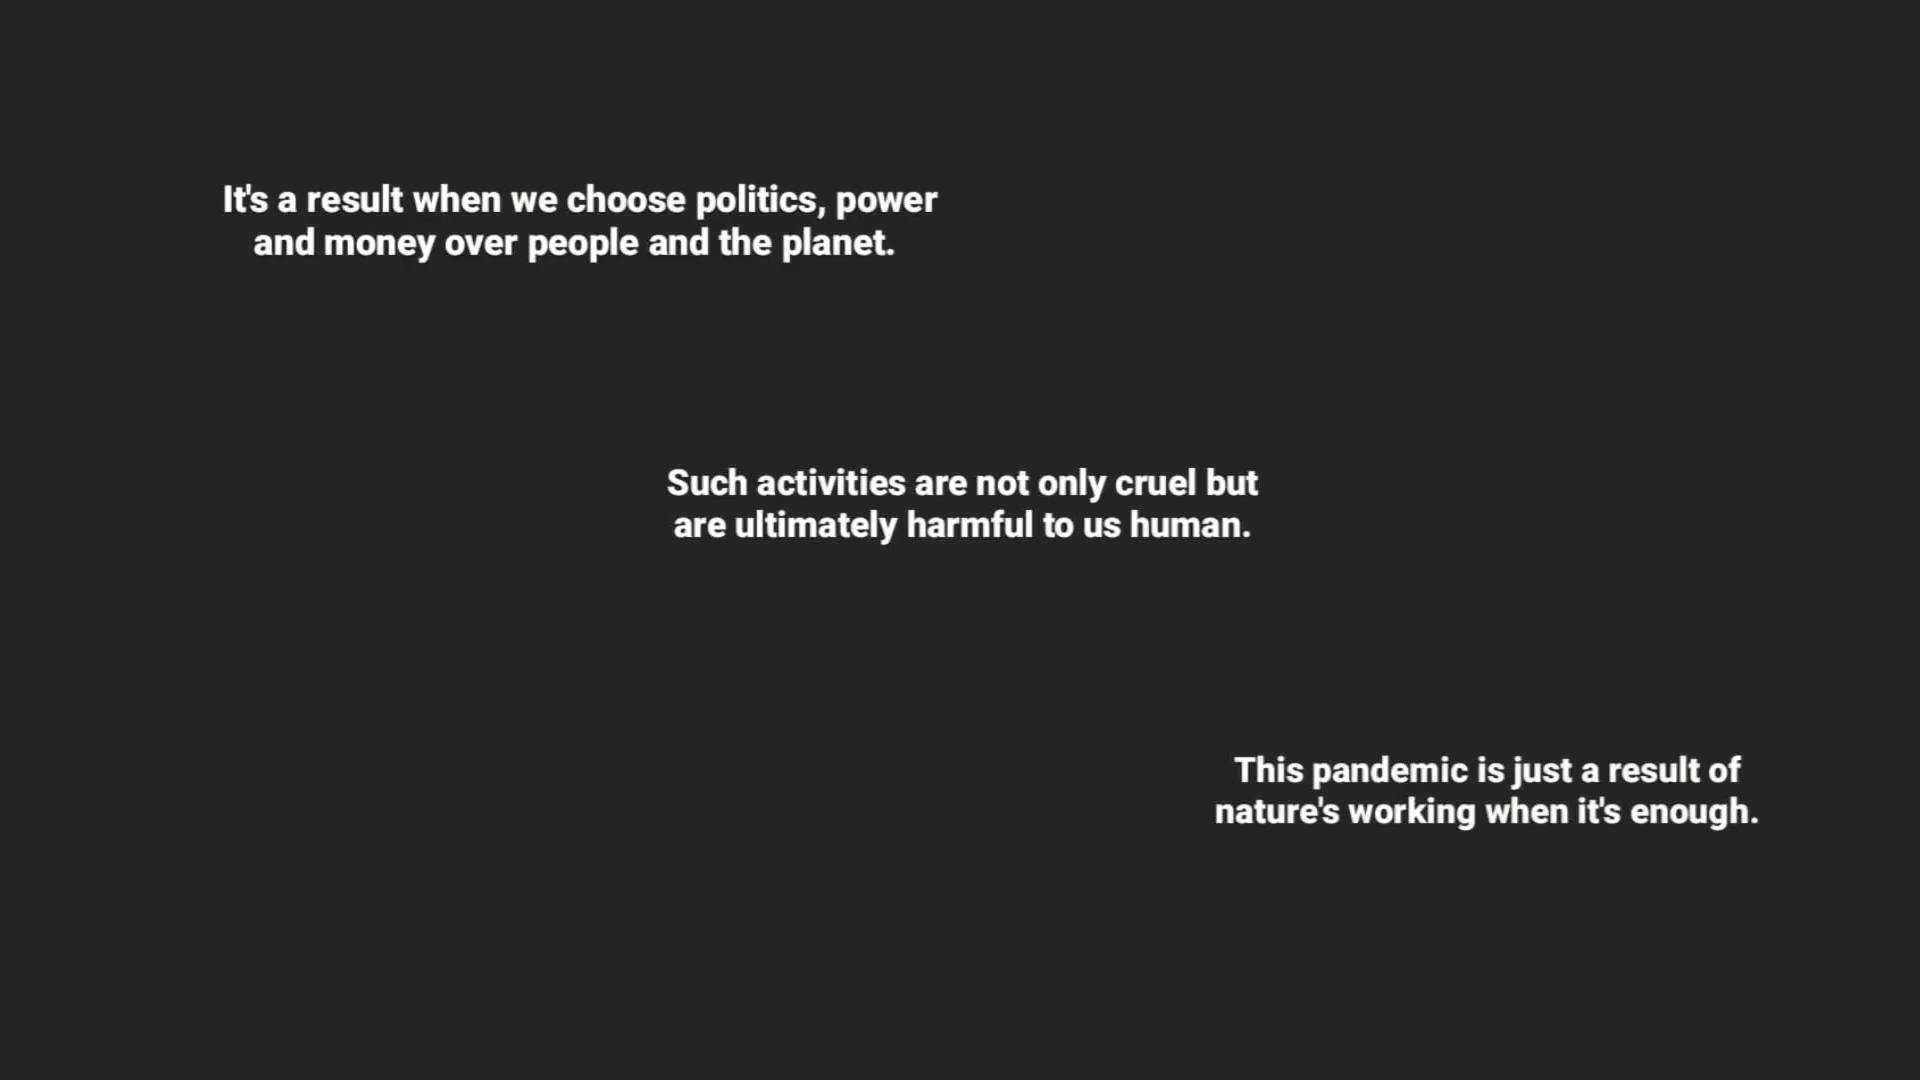 It's a result when we choose politics, power
and money over people and the planet.
Such activities are not only cruel but
are ultimately harmful to us human.
This pandemic is just a result of
nature's working when it's enough.